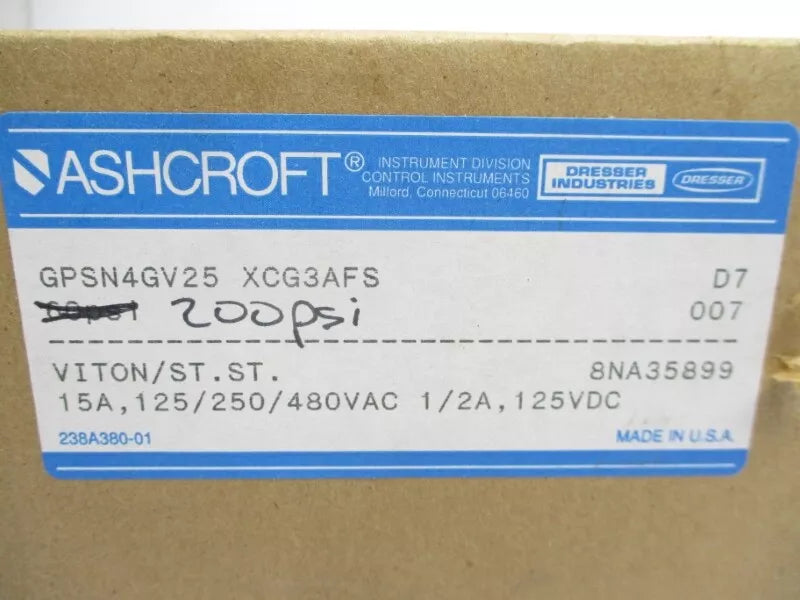 ASHCROFT®
INSTRUMENT DIVISION
CONTROL INSTRUMENTS
Milford, Connecticut 06460
DRESSER
INDUSTRIES
DRESSER
GPSN4GV25 XCG3AFS D7
200psi 007
VITON/ST.ST. 8NA35899
15A,125/250/480VAC 1/2A,125VDC
238A380-01 MADE IN U.S.A.